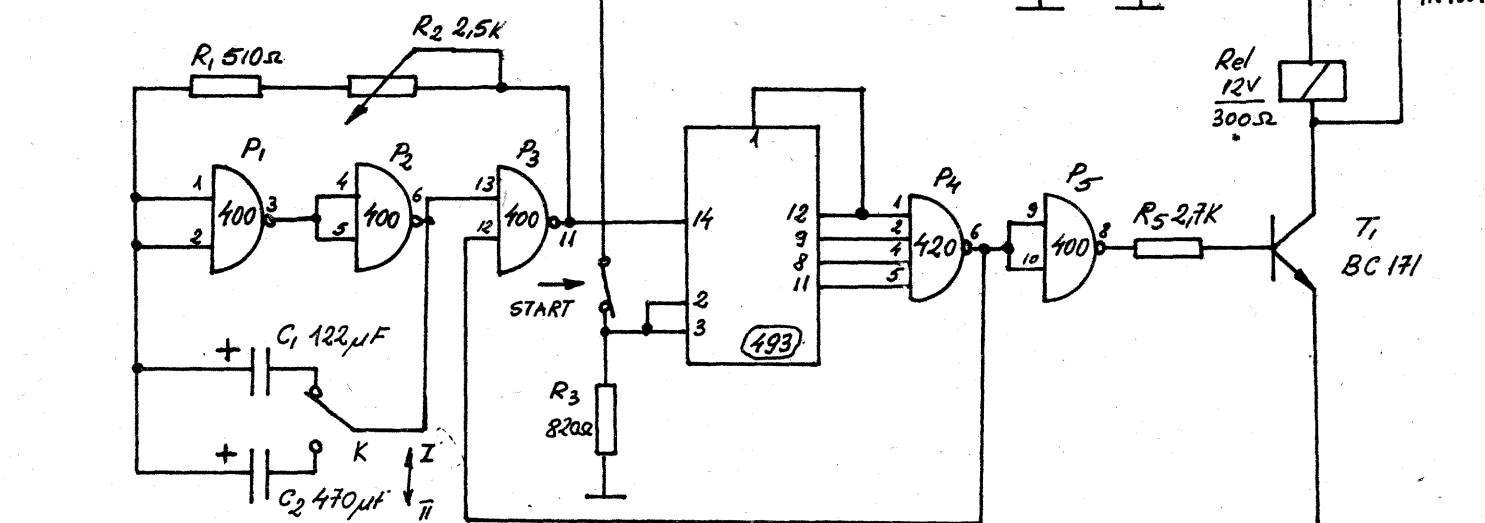 R2 2,5K
R1 510Ω
Rel
12V
300Ω
P1
P2
P3
P4
P5
1
2
3
400
4
5
6
400
13
12
11
400
1
14
2
3
12
9
8
11
493
1
2
4
5
6
420
9
10
8
400
R5 2,7K
T1
BC 171
START
C1 122µF
R3
820Ω
K
I
II
C2 470µF
+
+